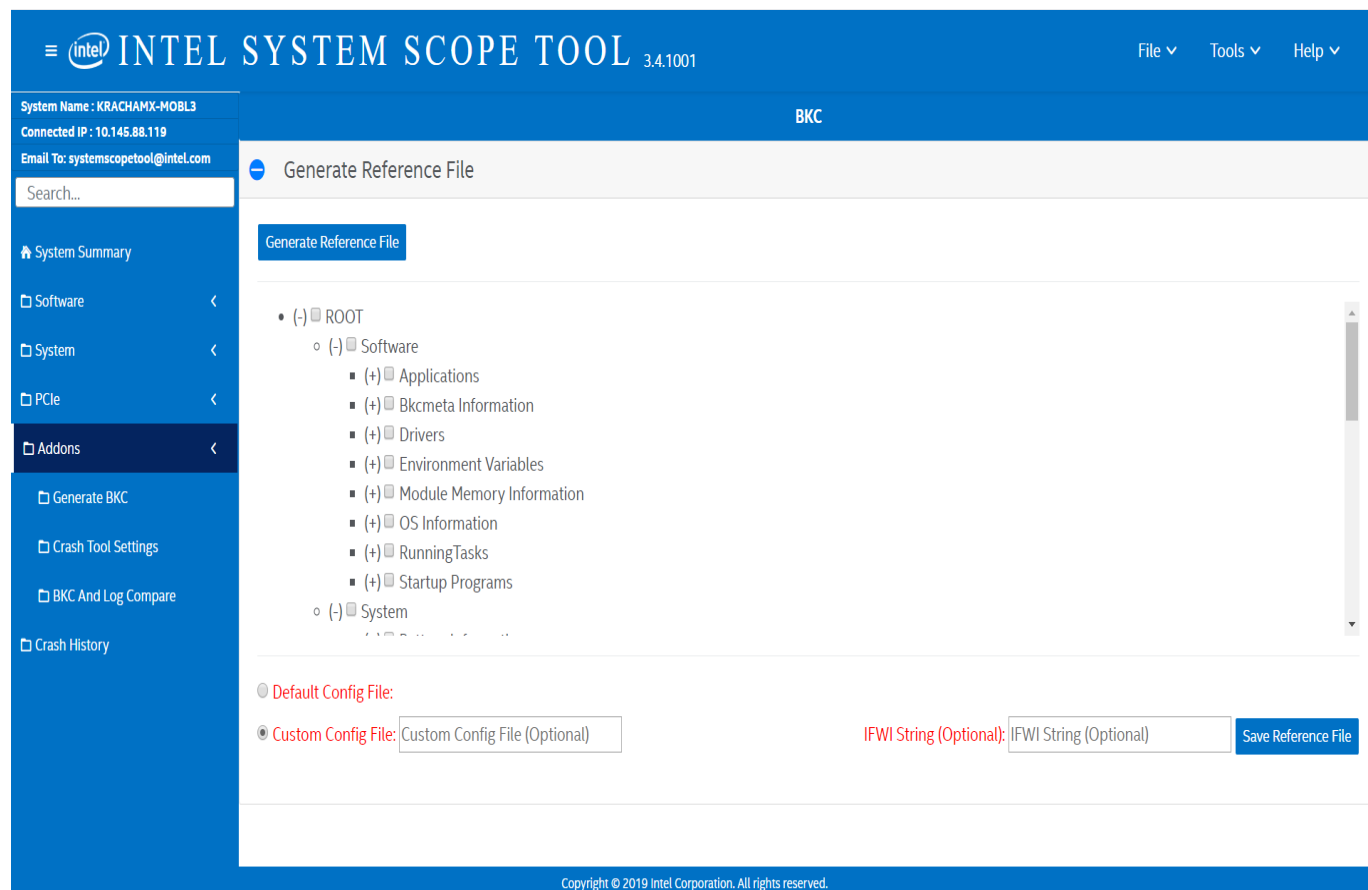 ≡ intel INTEL SYSTEM SCOPE TOOL 3.4.1001
File Tools Help
System Name : KRACHAMX-MOBL3
Connected IP : 10.145.88.119
Email To: systemscopetool@intel.com
Search...
System Summary
Software
System
PCIe
Addons
Generate BKC
Crash Tool Settings
BKC And Log Compare
Crash History
BKC
Generate Reference File
Generate Reference File
(-) ROOT
(-) Software
(+) Applications
(+) Bkcmeta Information
(+) Drivers
(+) Environment Variables
(+) Module Memory Information
(+) OS Information
(+) RunningTasks
(+) Startup Programs
(-) System
Default Config File:
Custom Config File: Custom Config File (Optional) IFWI String (Optional): IFWI String (Optional) Save Reference File
Copyright © 2019 Intel Corporation. All rights reserved.